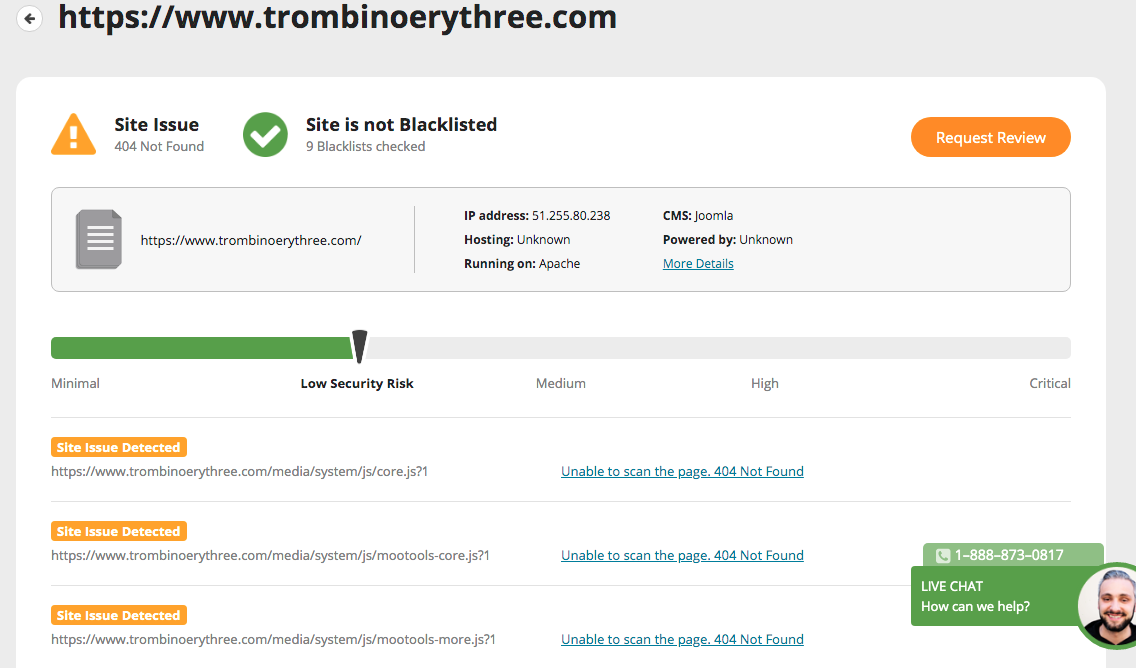 https://www.trombinoerythree.com
Site Issue
404 Not Found
Site is not Blacklisted
9 Blacklists checked
Request Review
https://www.trombinoerythree.com/
IP address: 51.255.80.238
Hosting: Unknown
Running on: Apache
CMS: Joomla
Powered by: Unknown
More Details
Minimal
Low Security Risk
Medium
High
Critical
Site Issue Detected
https://www.trombinoerythree.com/media/system/js/core.js?1
Unable to scan the page. 404 Not Found
Site Issue Detected
https://www.trombinoerythree.com/media/system/js/mootools-core.js?1
Unable to scan the page. 404 Not Found
Site Issue Detected
https://www.trombinoerythree.com/media/system/js/mootools-more.js?1
Unable to scan the page. 404 Not Found
1–888–873–0817
LIVE CHAT
How can we help?